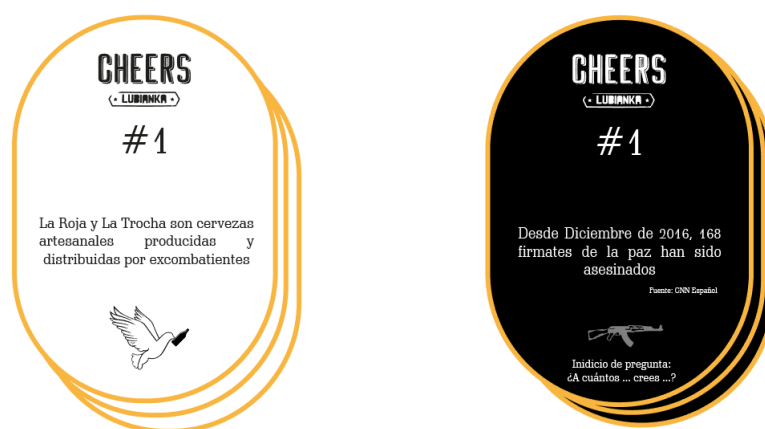 CHEERS
LUBIANKA
#1
La Roja y La Trocha son cervezas
artesanales producidas y
distribuidas por excombatientes
CHEERS
LUBIANKA
#1
Desde Diciembre de 2016, 168
firmates de la paz han sido
asesinados
Fuente: CNN Español
Inidicio de pregunta:
¿A cuántos ... crees ...?